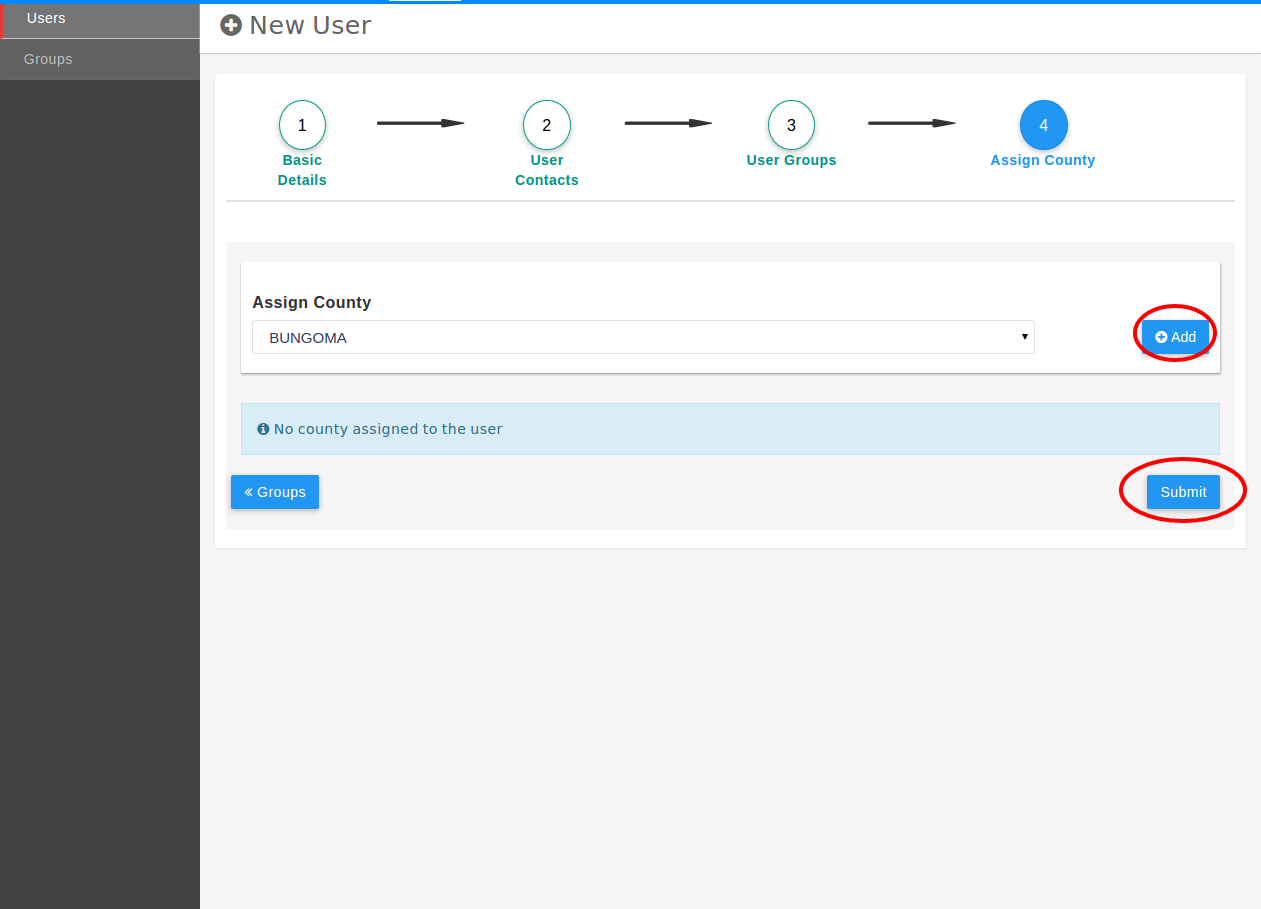 Users
Groups
New User
1
Basic
Details
2
User
Contacts
3
User Groups
4
Assign County
Assign County
BUNGOMA
Add
No county assigned to the user
« Groups
Submit